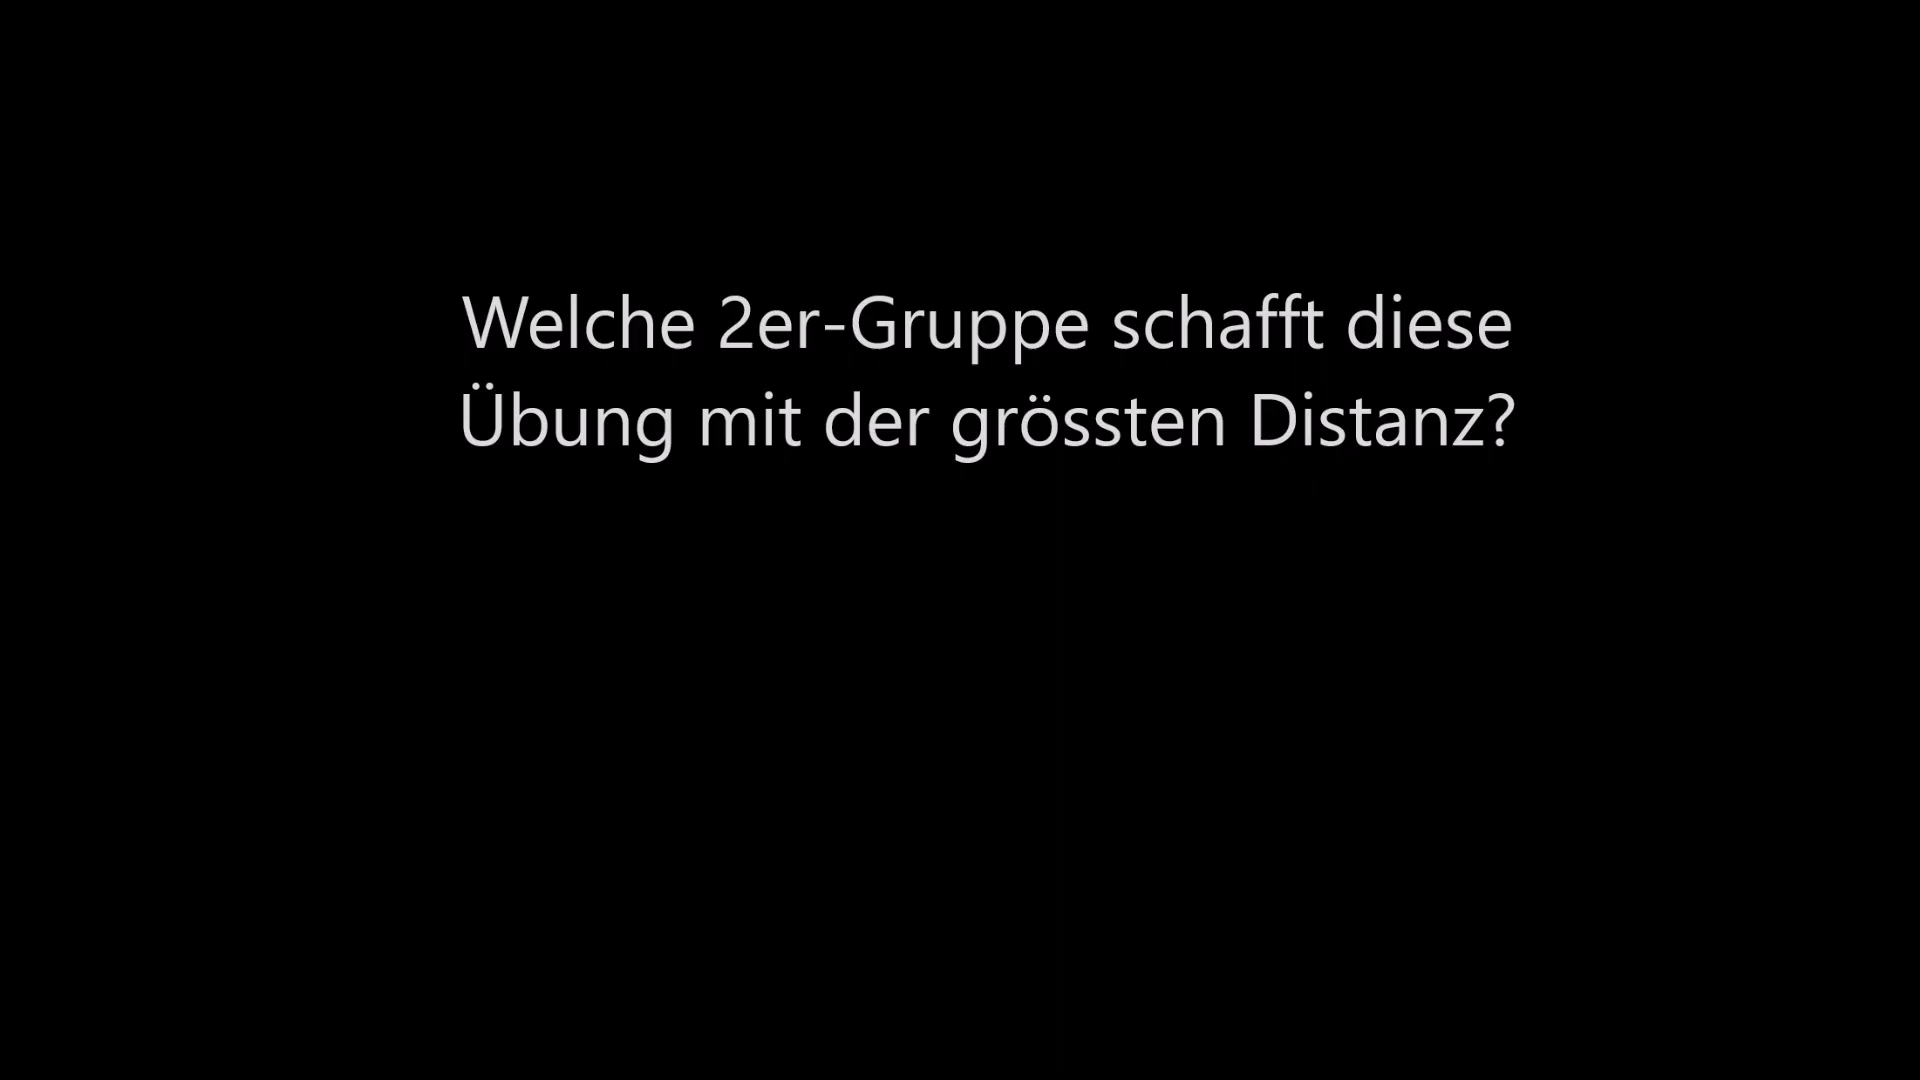 Welche 2er-Gruppe schafft diese
Übung mit der grössten Distanz?